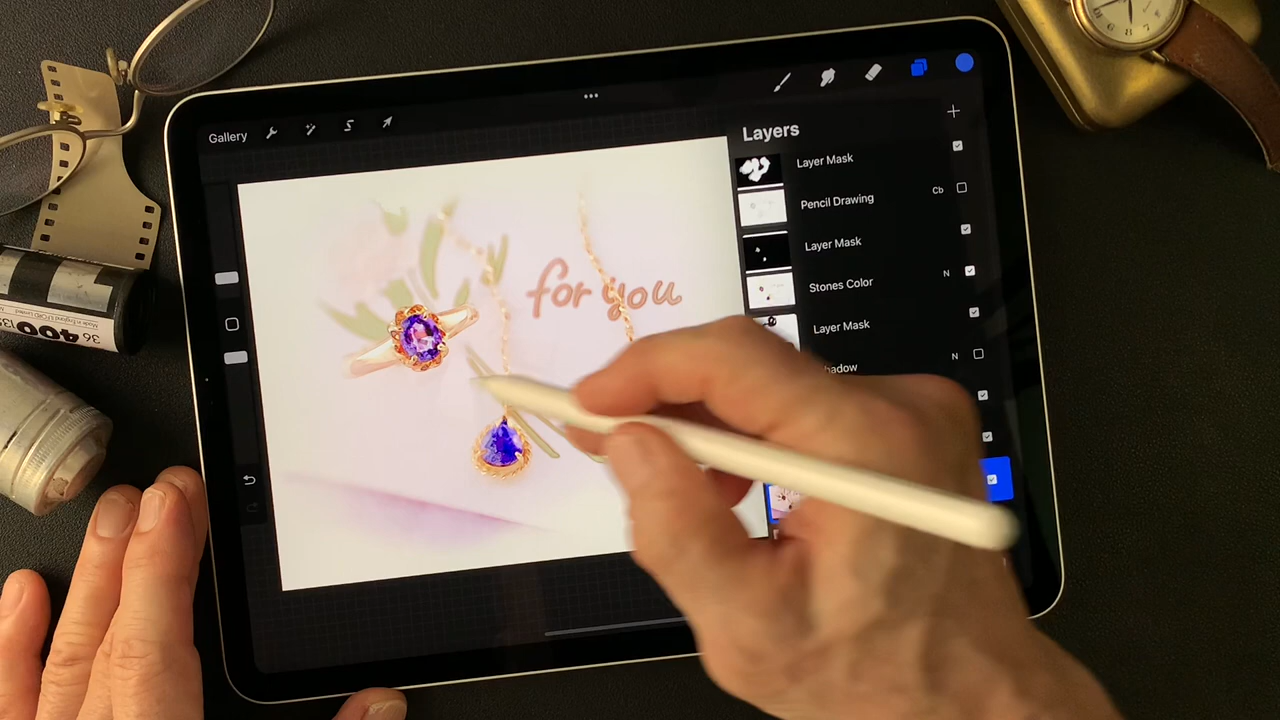 Gallery
for you
Layers
Layer Mask
Pencil Drawing
Cb
Layer Mask
Stones Color
N
Layer Mask
N
400
36